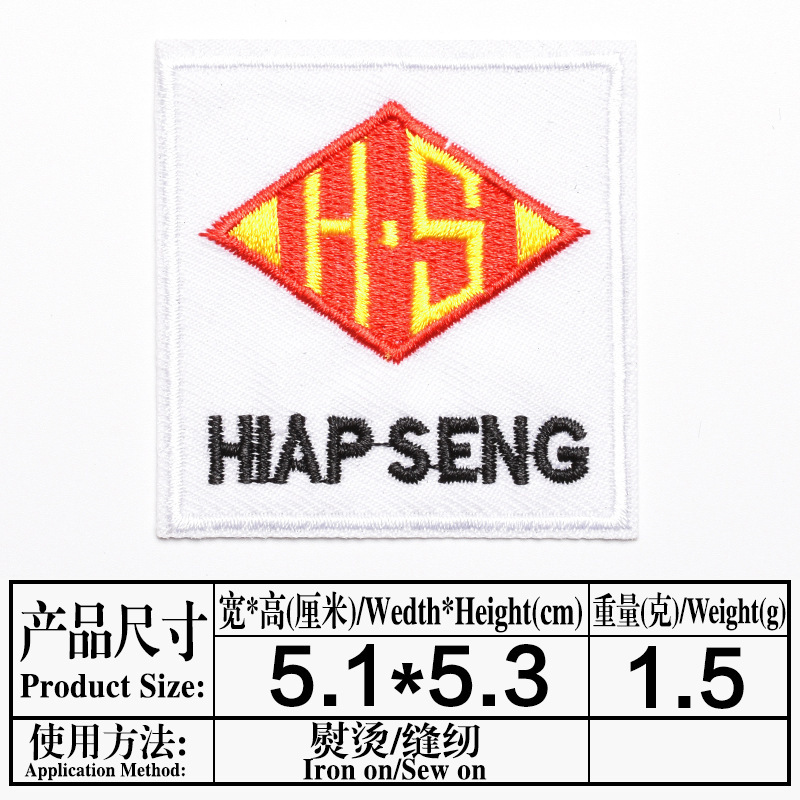 H·S
HIAP SENG
产品尺寸
Product Size:
宽*高(厘米)/Wedth*Height(cm)
重量(克)/Weight(g)
5.1*5.3
1.5
使用方法:
Application Method:
熨烫/缝纫
Iron on/Sew on